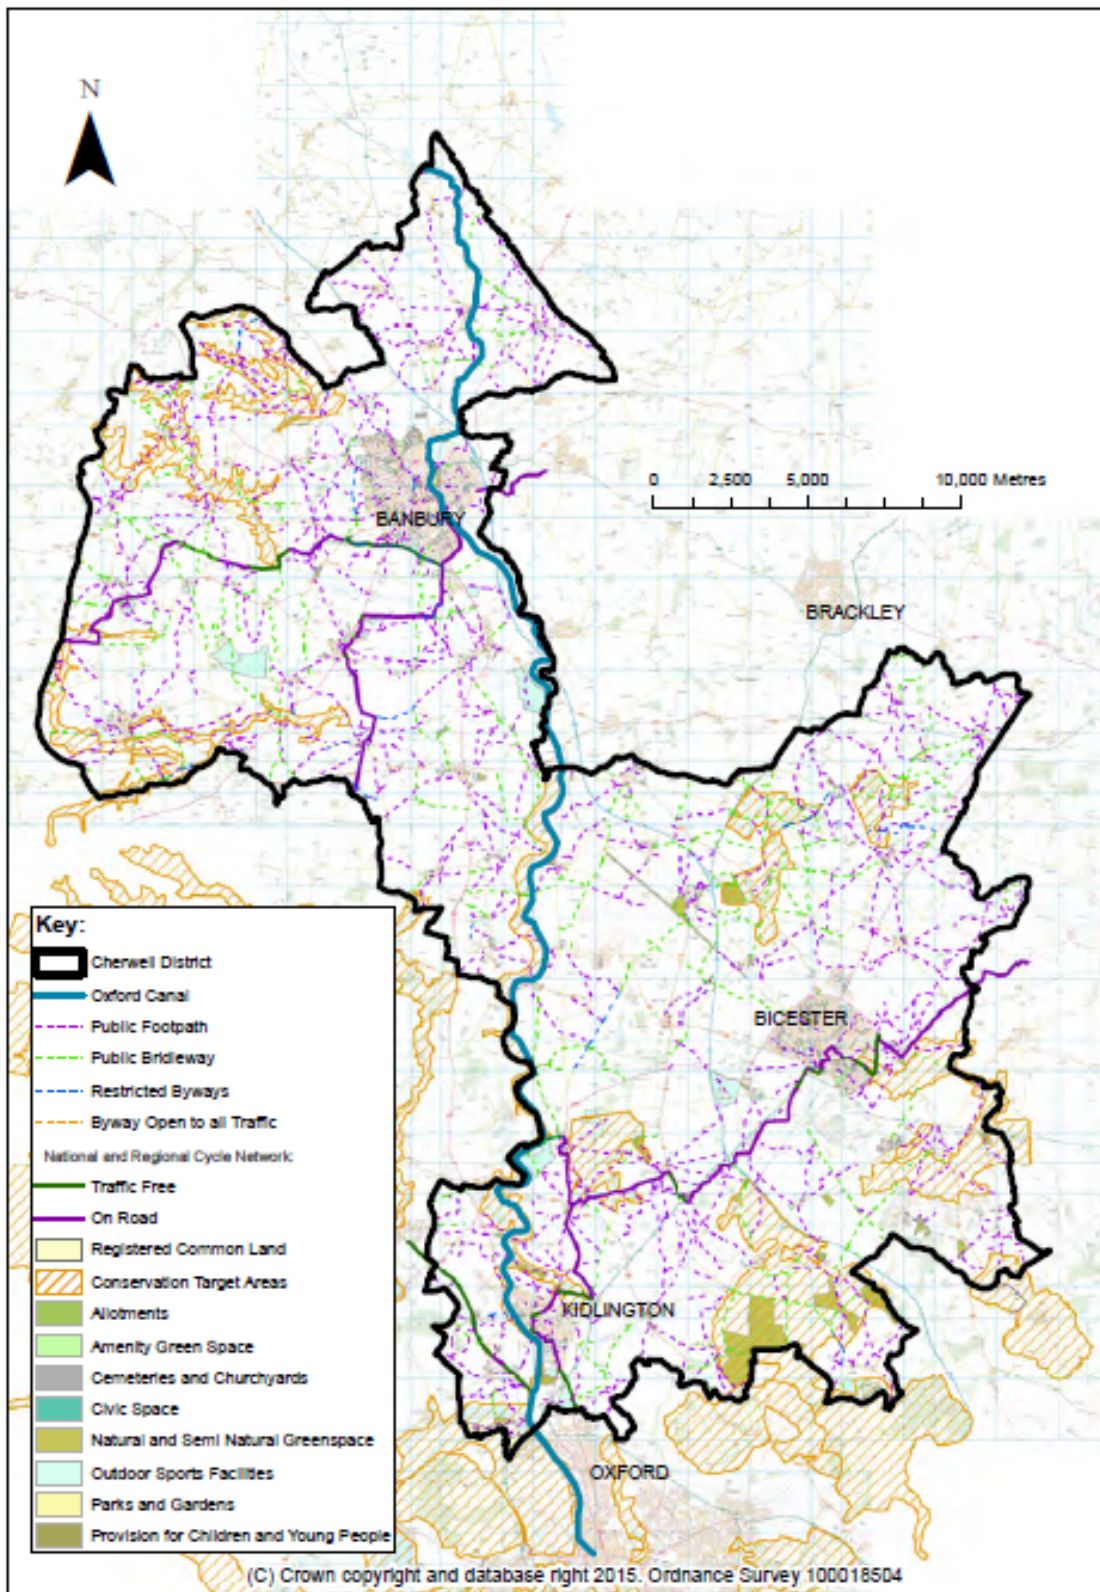 N
0 2,500 5,000 10,000 Metres
BANBURY
BRACKLEY
BICESTER
KIDLINGTON
OXFORD
Key:
Cherwell District
Oxford Canal
Public Footpath
Public Bridleway
Restricted Byways
Byway Open to all Traffic
National and Regional Cycle Network
Traffic Free
On Road
Registered Common Land
Conservation Target Areas
Allotments
Amenity Green Space
Cemeteries and Churchyards
Civic Space
Natural and Semi Natural Greenspace
Outdoor Sports Facilities
Parks and Gardens
Provision for Children and Young People
(C) Crown copyright and database right 2015. Ordnance Survey 100018504